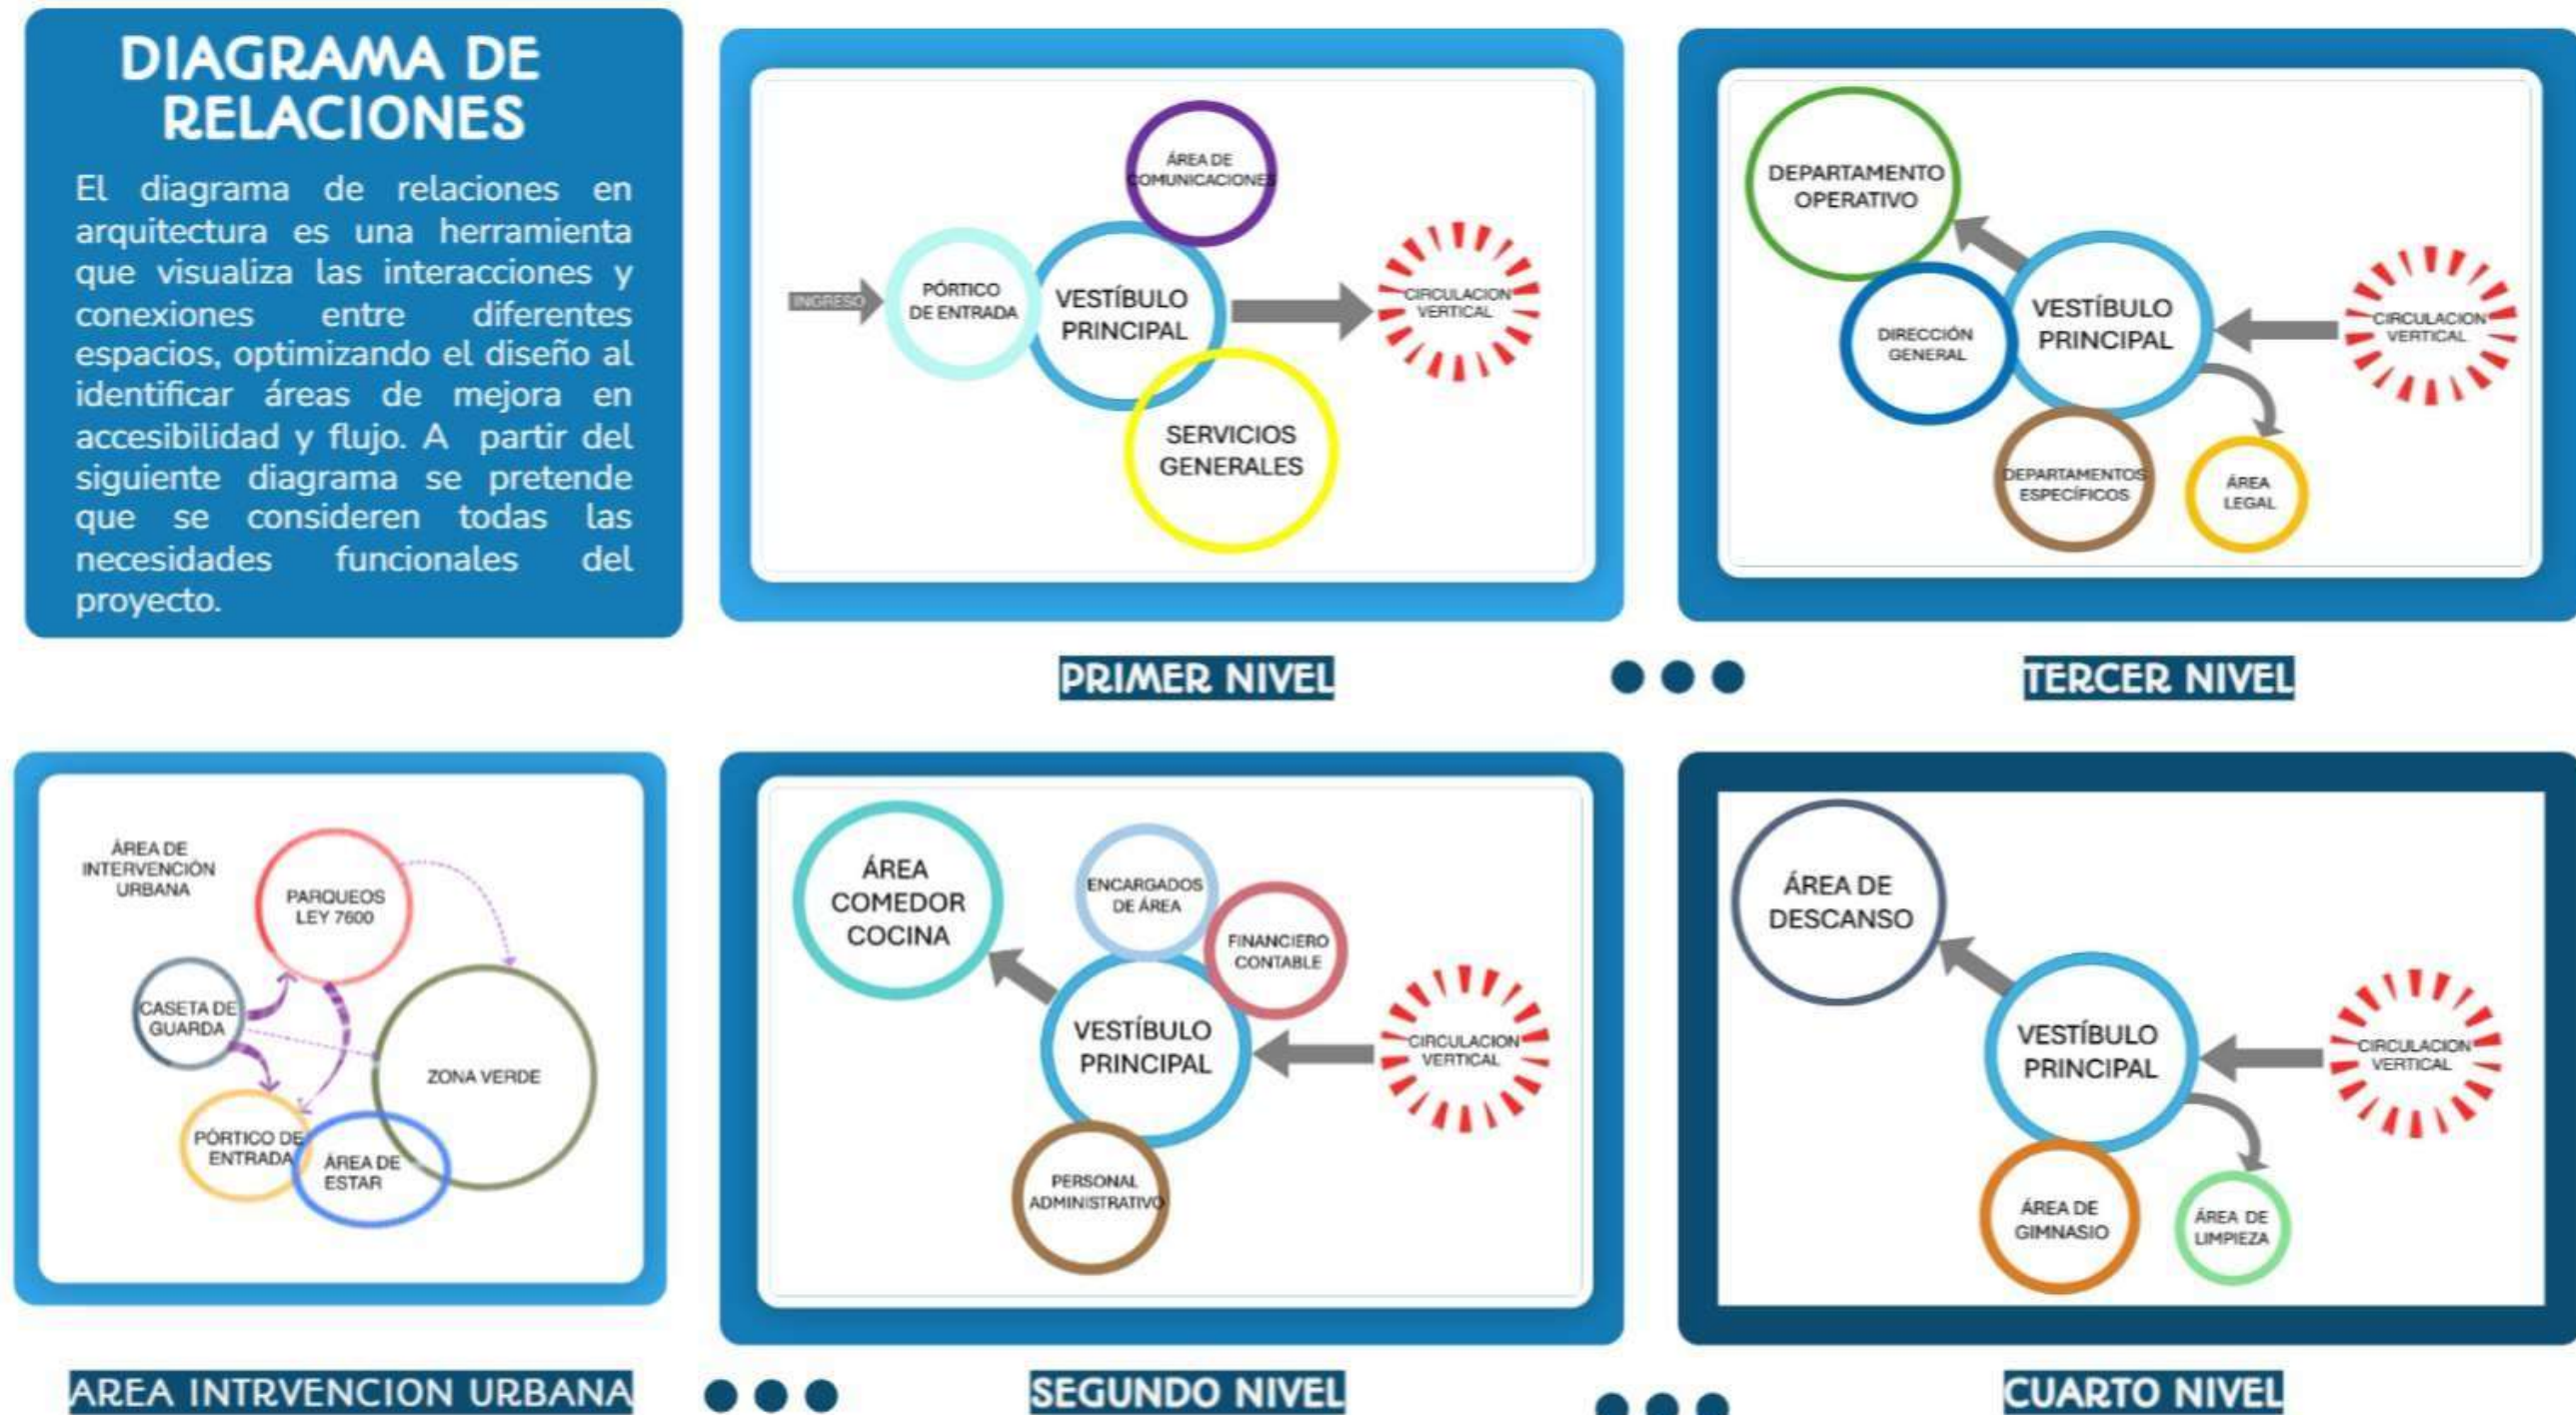 DIAGRAMA DE
RELACIONES
El diagrama de relaciones en
arquitectura es una herramienta
que visualiza las interacciones y
conexiones entre diferentes
espacios, optimizando el diseño al
identificar áreas de mejora en
accesibilidad y flujo. A partir del
siguiente diagrama se pretende
que se consideren todas las
necesidades funcionales del
proyecto.
ÁREA DE
COMUNICACIONES
INGRESO
PÓRTICO
DE ENTRADA
VESTÍBULO
PRINCIPAL
CIRCULACION
VERTICAL
SERVICIOS
GENERALES
PRIMER NIVEL
DEPARTAMENTO
OPERATIVO
DIRECCIÓN
GENERAL
VESTÍBULO
PRINCIPAL
CIRCULACION
VERTICAL
DEPARTAMENTOS
ESPECÍFICOS
ÁREA
LEGAL
TERCER NIVEL
ÁREA DE
INTERVENCIÓN
URBANA
PARQUEOS
LEY 7600
CASETA DE
GUARDA
ZONA VERDE
PÓRTICO DE
ENTRADA
ÁREA DE
ESTAR
AREA INTRVENCION URBANA
ÁREA
COMEDOR
COCINA
ENCARGADOS
DE ÁREA
FINANCIERO
CONTABLE
VESTÍBULO
PRINCIPAL
CIRCULACION
VERTICAL
PERSONAL
ADMINISTRATIVO
SEGUNDO NIVEL
ÁREA DE
DESCANSO
VESTÍBULO
PRINCIPAL
CIRCULACION
VERTICAL
ÁREA DE
GIMNASIO
ÁREA DE
LIMPIEZA
CUARTO NIVEL